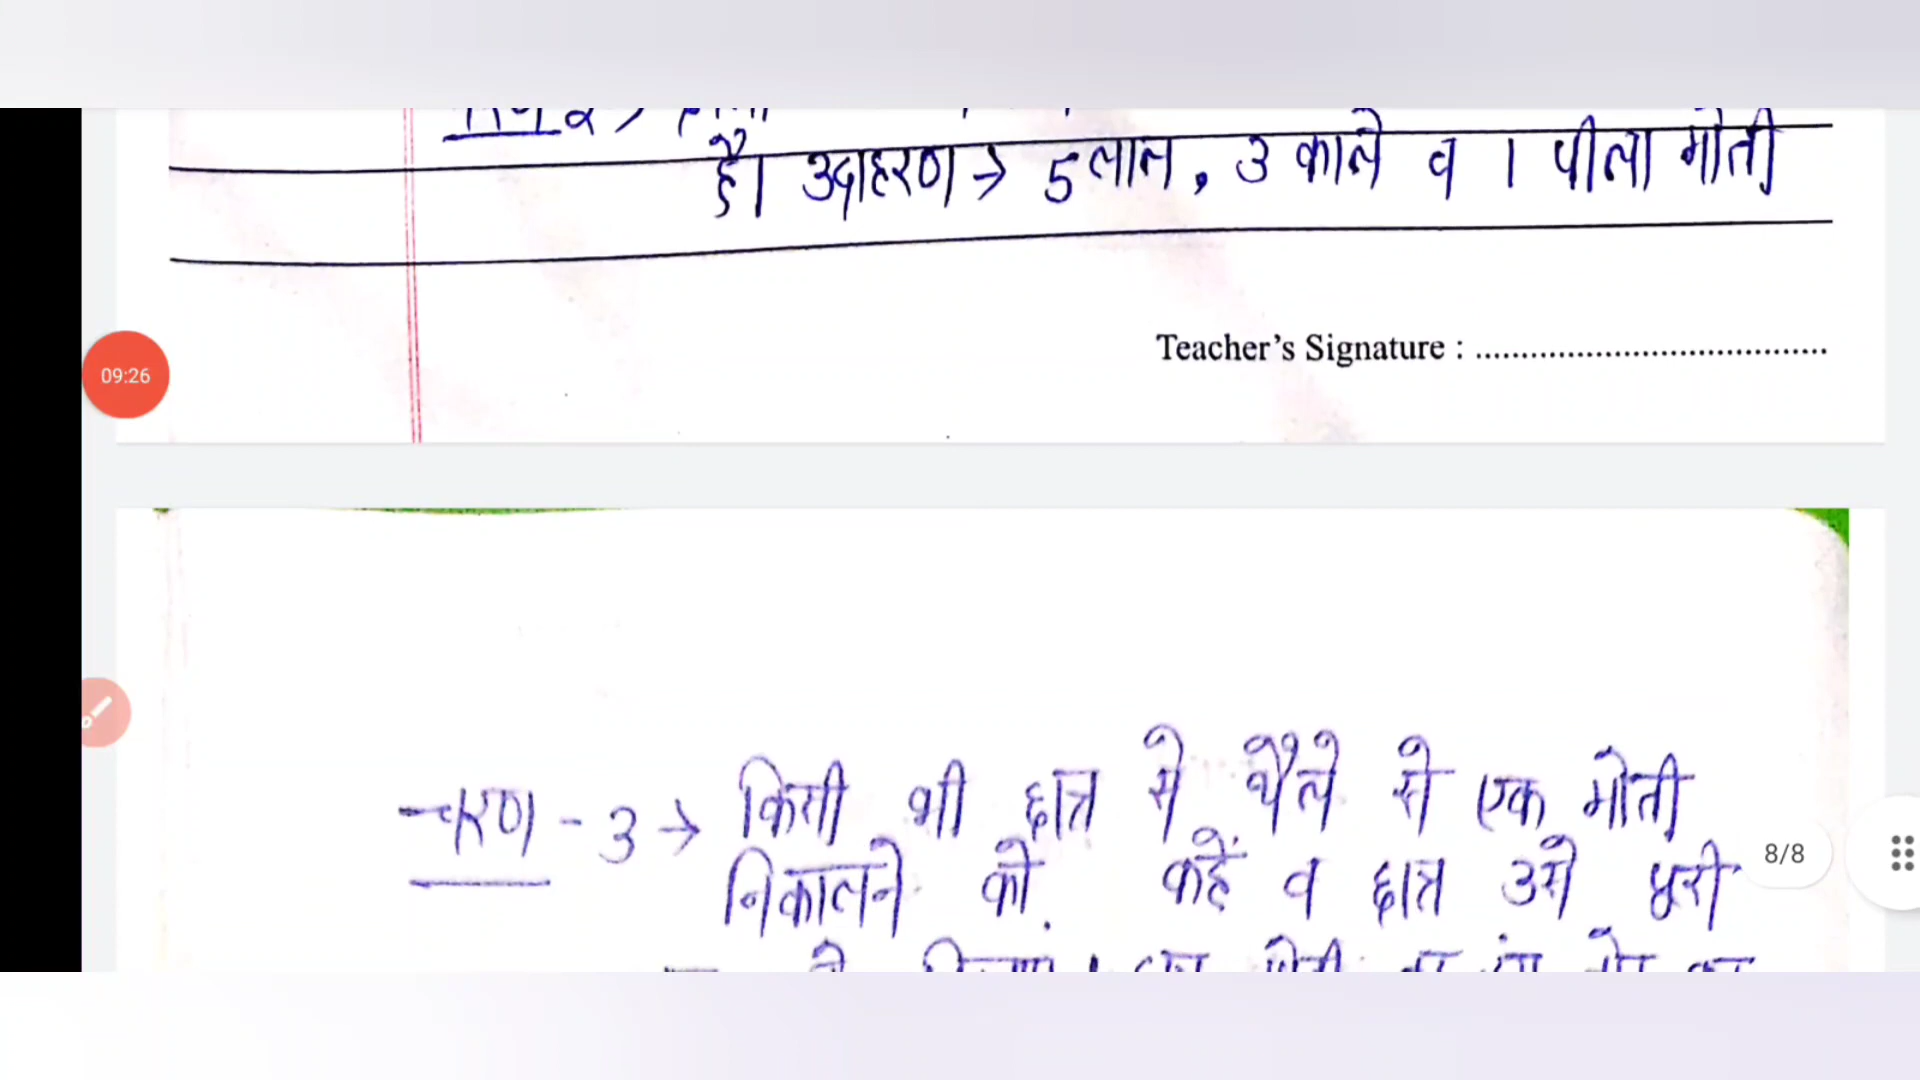 है। उदाहरण → 5 लाल, 3 काले व 1 पीला मोती
Teacher's Signature : ........................................
09:26
चरण - 3 → किसी भी छात्र से थैले से एक मोती
निकालने को कहें व छात्र उसे पूरी
8/8